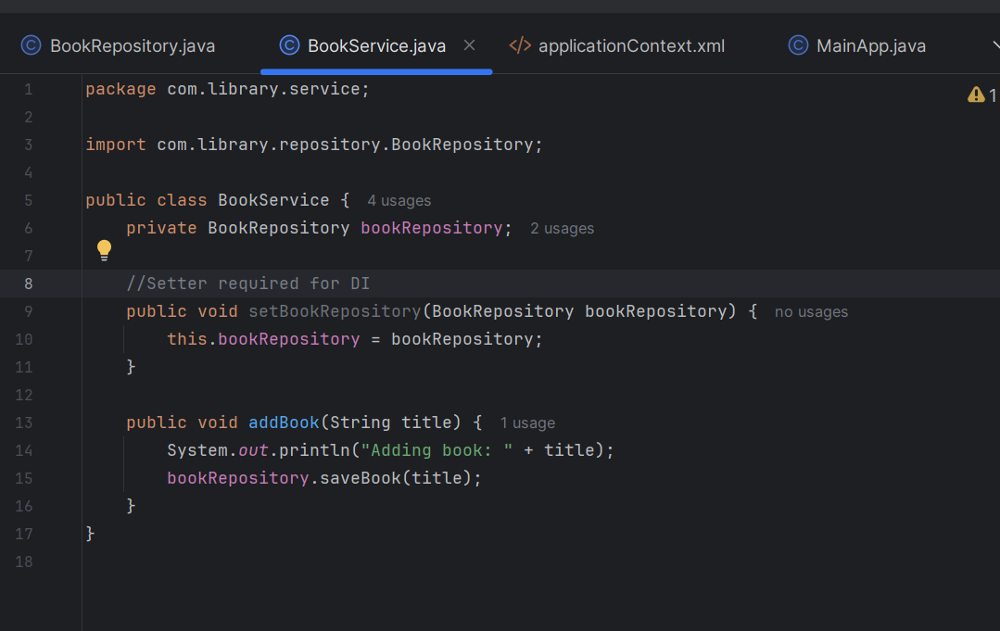 BookRepository.java BookService.java applicationContext.xml MainApp.java
1 package com.library.service; 1
2
3 import com.library.repository.BookRepository;
4
5 public class BookService { 4 usages
6 private BookRepository bookRepository; 2 usages
7
8 //Setter required for DI
9 public void setBookRepository(BookRepository bookRepository) { no usages
10 this.bookRepository = bookRepository;
11 }
12
13 public void addBook(String title) { 1 usage
14 System.out.println("Adding book: " + title);
15 bookRepository.saveBook(title);
16 }
17 }
18